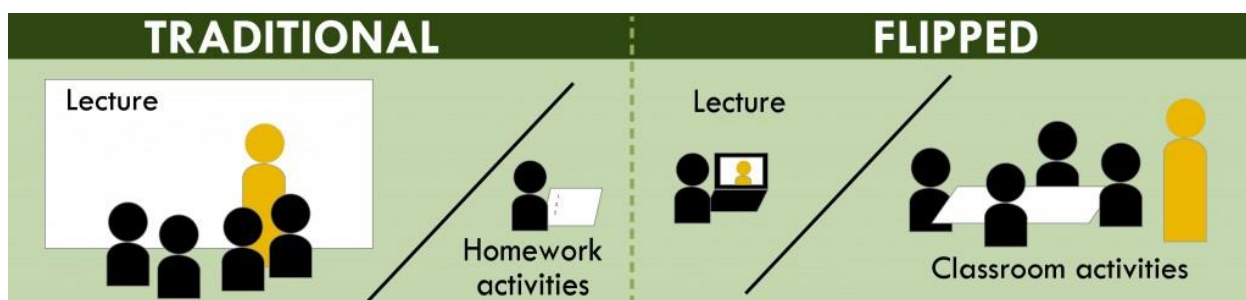 TRADITIONAL
Lecture
Homework
activities
FLIPPED
Lecture
Classroom activities